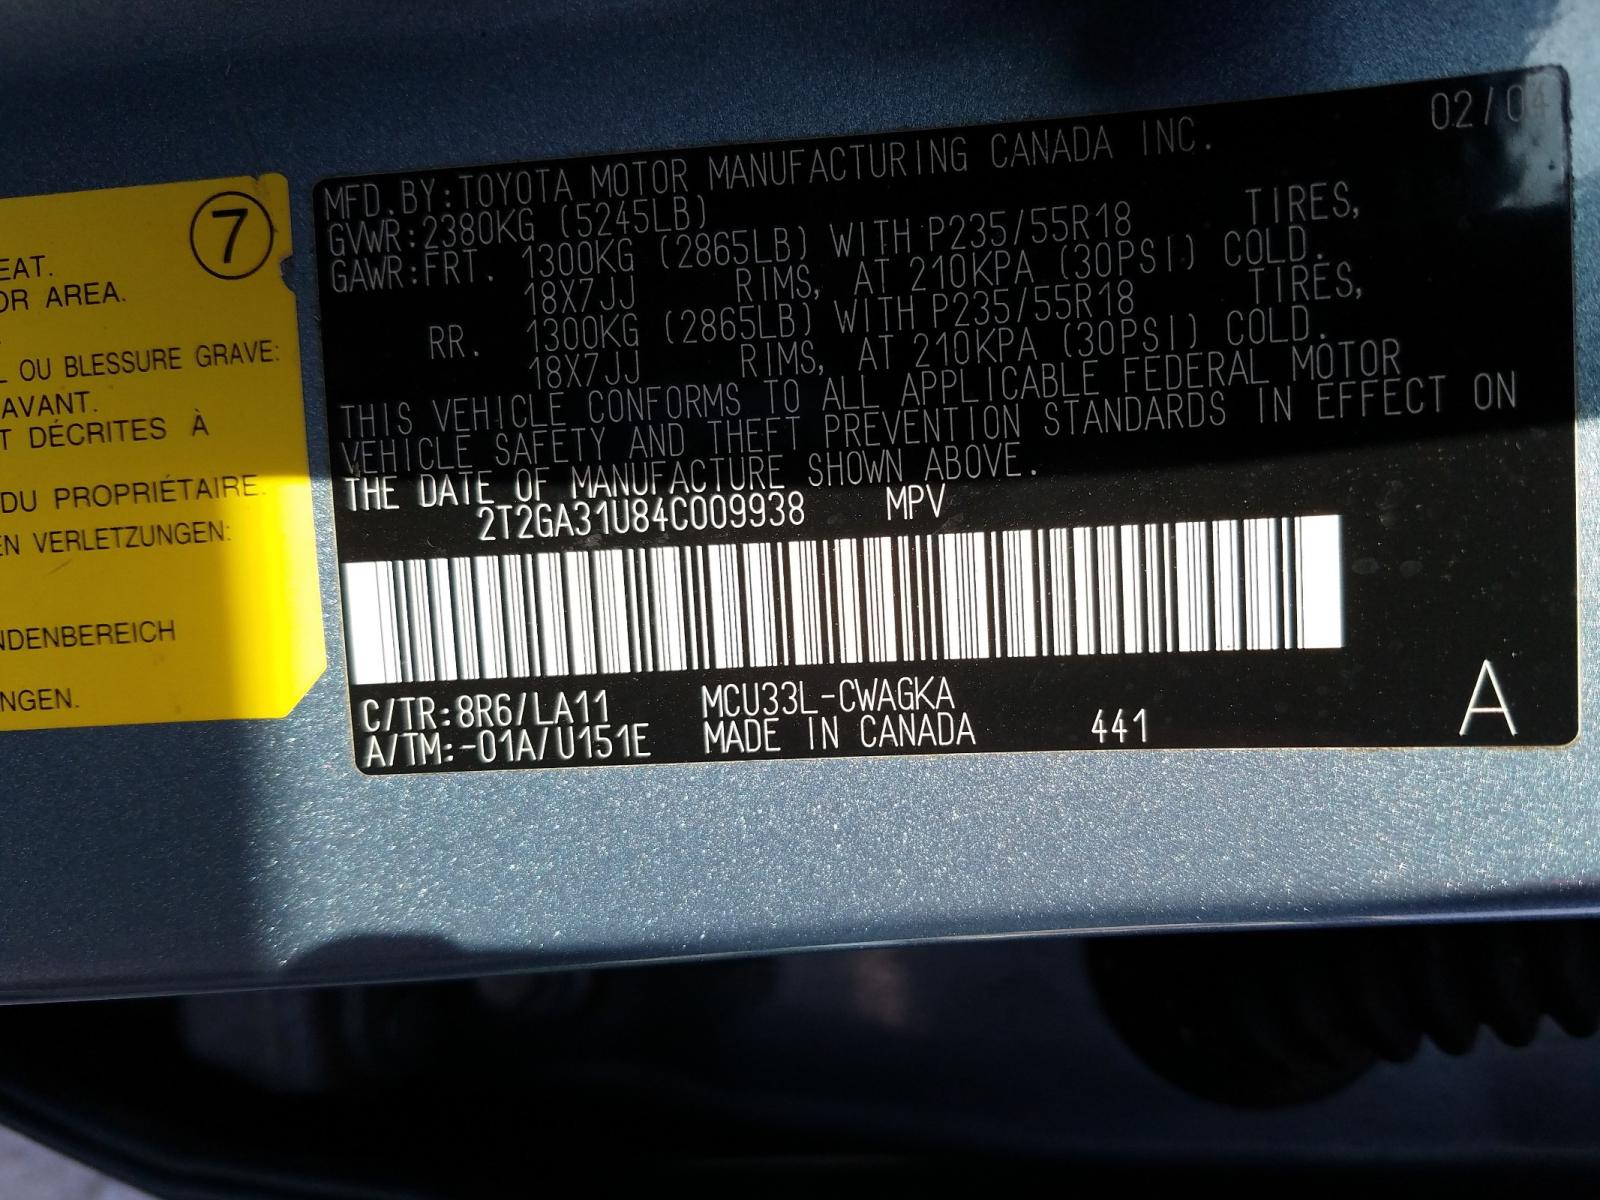 7
EAT.
OR AREA.
OU BLESSURE GRAVE:
AVANT.
T DÉCRITES À
DU PROPRIÉTAIRE.
EN VERLETZUNGEN:
NDENBEREICH
NGEN.
02/04
MFD.BY:TOYOTA MOTOR MANUFACTURING CANADA INC.
GVWR:2380KG (5245LB)
GAWR:FRT. 1300KG (2865LB) WITH P235/55R18 TIRES,
18X7JJ RIMS, AT 210KPA (30PSI) COLD.
RR. 1300KG (2865LB) WITH P235/55R18 TIRES,
18X7JJ RIMS, AT 210KPA (30PSI) COLD.
THIS VEHICLE CONFORMS TO ALL APPLICABLE FEDERAL MOTOR
VEHICLE SAFETY AND THEFT PREVENTION STANDARDS IN EFFECT ON
THE DATE OF MANUFACTURE SHOWN ABOVE.
2T2GA31U84C009938 MPV
C/TR:8R6/LA11 MCU33L-CWAGKA
A/TM:-01A/U151E MADE IN CANADA 441 A